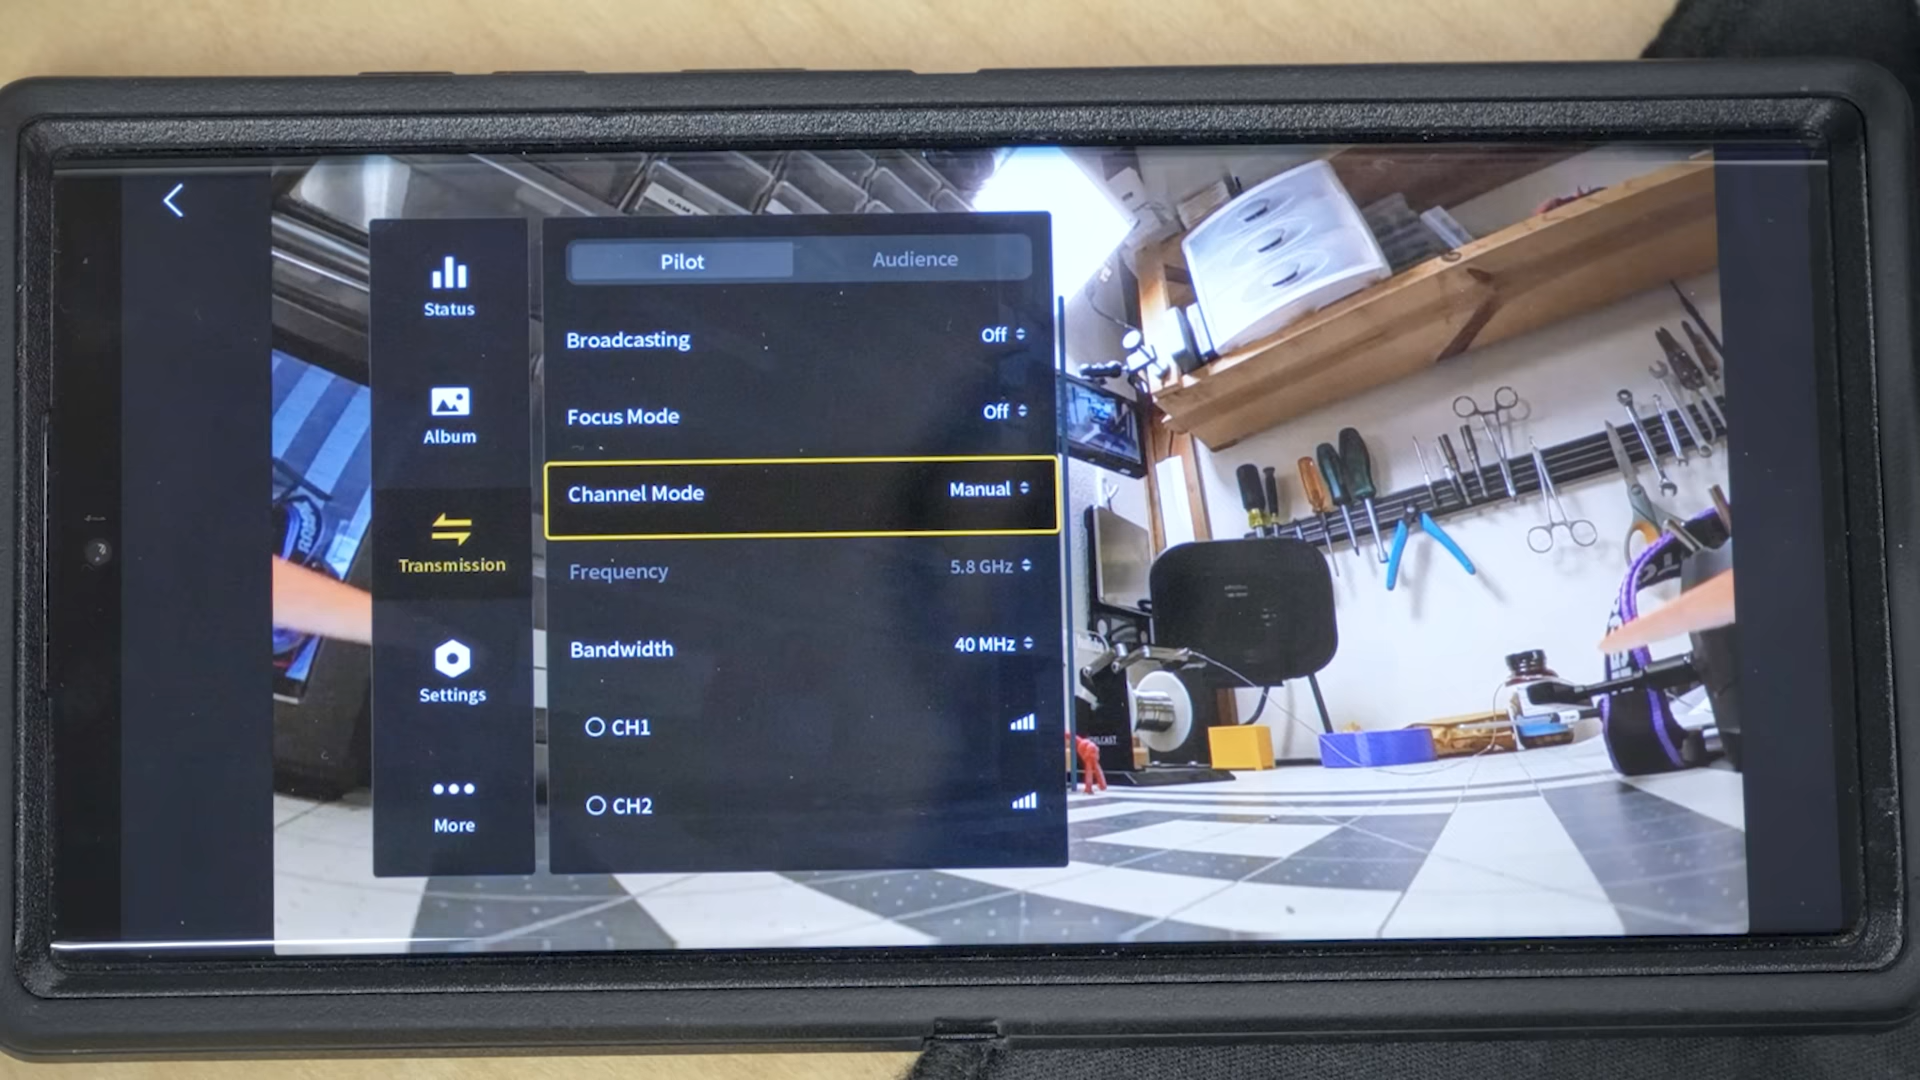 Pilot
Audience
Status
Broadcasting
Off
Focus Mode
Off
Album
Channel Mode
Manual
Transmission
Frequency
5.8 GHz
Bandwidth
40 MHz
Settings
CH1
CH2
More
CAM